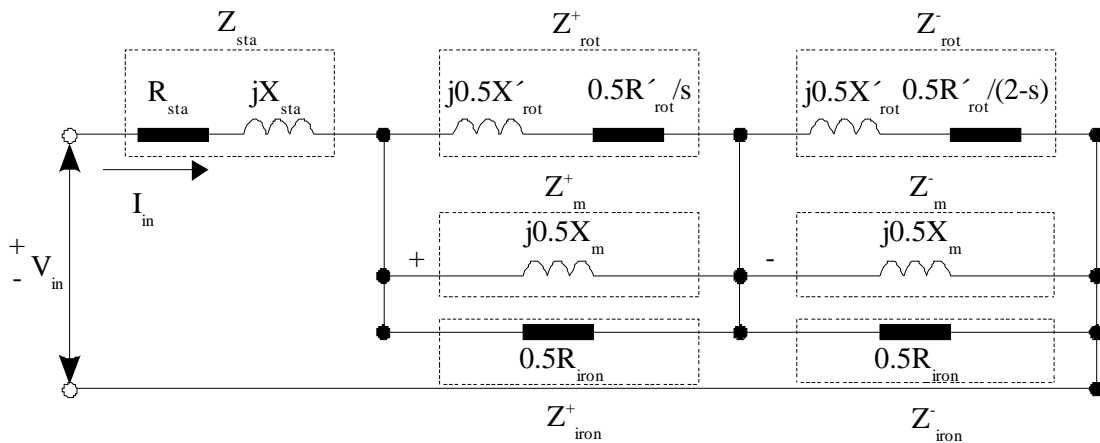 Z_sta
Z⁺_rot
Z⁻_rot
R_sta
jX_sta
j0.5X´_rot
0.5R´_rot/s
j0.5X´_rot
0.5R´_rot/(2-s)
I_in
Z⁺_m
Z⁻_m
j0.5X_m
j0.5X_m
+
-
+
-
V_in
0.5R_iron
0.5R_iron
Z⁺_iron
Z⁻_iron